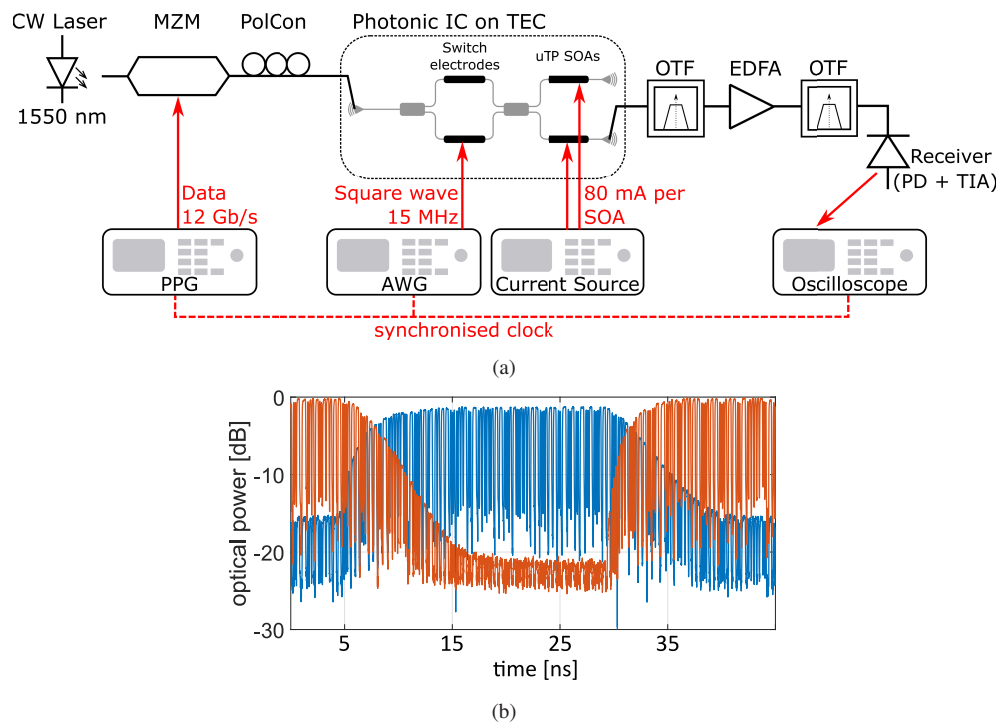 CW Laser
MZM
PolCon
Photonic IC on TEC
Switch
electrodes
uTP SOAs
OTF
EDFA
OTF
1550 nm
Receiver
(PD + TIA)
Data
12 Gb/s
Square wave
15 MHz
80 mA per
SOA
PPG
AWG
Current Source
Oscilloscope
synchronised clock
(a)
optical power [dB]
0
-10
-20
-30
5
15
25
35
time [ns]
(b)